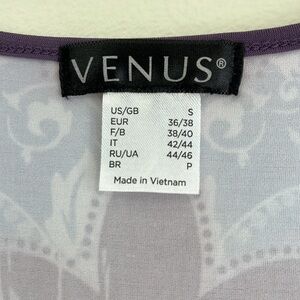 VENUS®
US/GB S
EUR 36/38
F/B 38/40
IT 42/44
RU/UA 44/46
BR P
Made in Vietnam